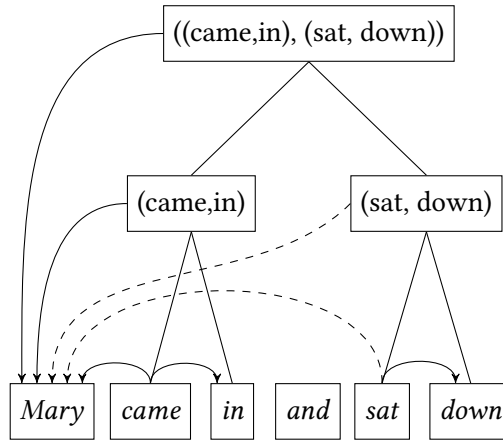 ((came,in), (sat, down))
(came,in) (sat, down)
Mary came in and sat down